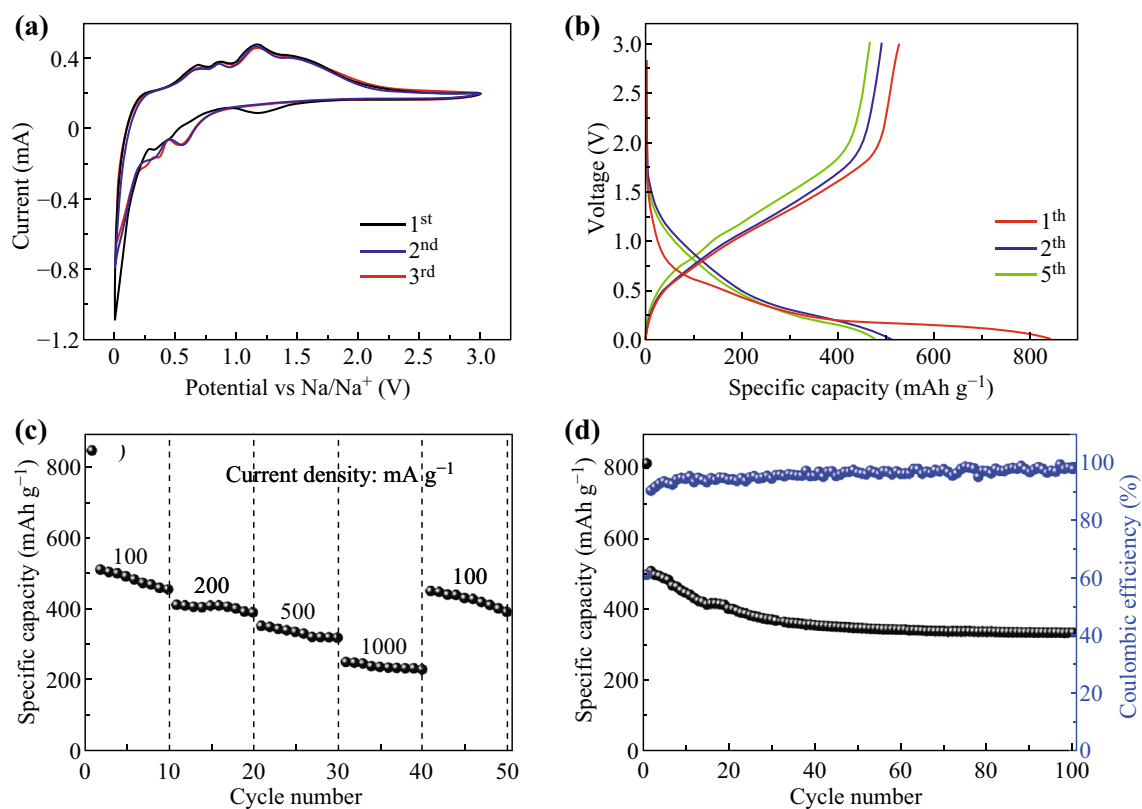 (a)
0.4
0
−0.4
−0.8
−1.2
Current (mA)
1st
2nd
3rd
0
0.5
1.0
1.5
2.0
2.5
3.0
Potential vs Na/Na+ (V)
(b)
3.0
2.5
2.0
1.5
1.0
0.5
0.0
Voltage (V)
1th
2th
5th
0
200
400
600
800
Specific capacity (mAh g−1)
(c)
800
600
400
200
0
Specific capacity (mAh g−1)
)
Current density: mA g−1
100
200
500
1000
100
0
10
20
30
40
50
Cycle number
(d)
800
600
400
200
0
Specific capacity (mAh g−1)
100
80
60
40
20
0
Coulombic efficiency (%)
0
20
40
60
80
100
Cycle number